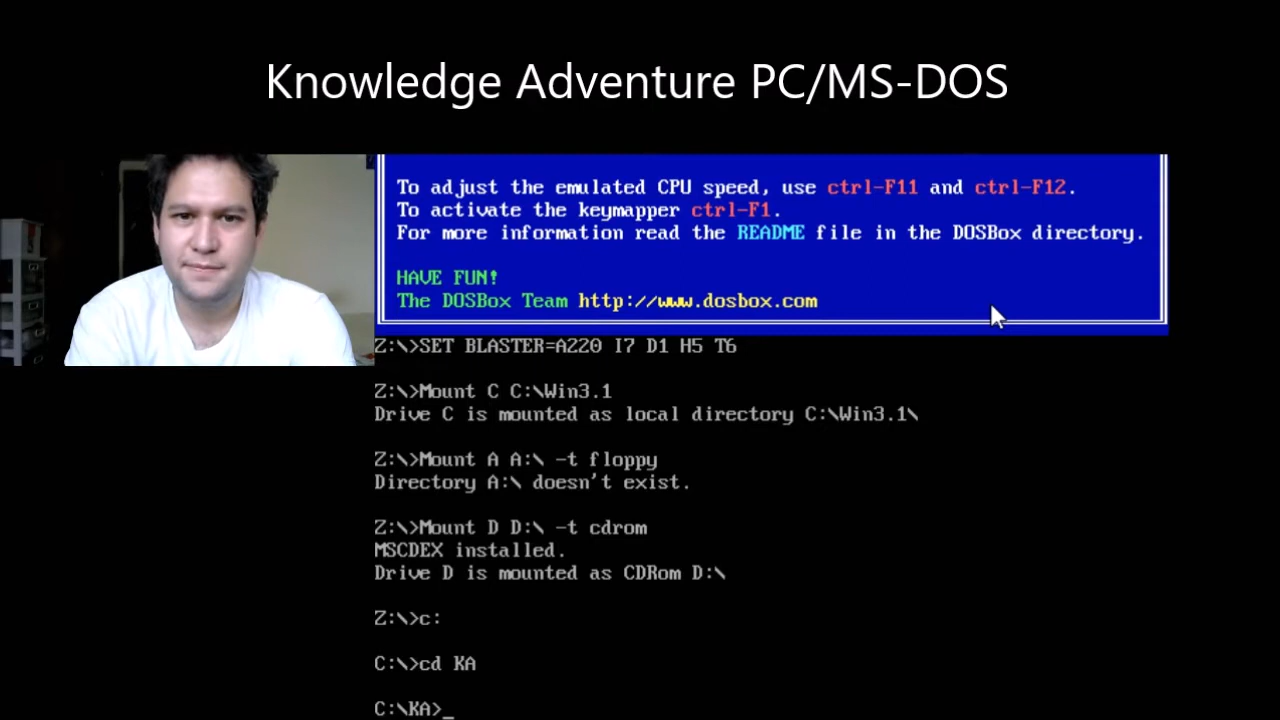 Knowledge Adventure PC/MS-DOS
To adjust the emulated CPU speed, use ctrl-F11 and ctrl-F12.
To activate the keymapper ctrl-F1.
For more information read the README file in the DOSBox directory.
HAVE FUN!
The DOSBox Team http://www.dosbox.com
Z:\>SET BLASTER=A220 I7 D1 H5 T6
Z:\>Mount C C:\Win3.1
Drive C is mounted as local directory C:\Win3.1\
Z:\>Mount A A:\ -t floppy
Directory A:\ doesn't exist.
Z:\>Mount D D:\ -t cdrom
MSCDEX installed.
Drive D is mounted as CDRom D:\
Z:\>c:
C:\>cd KA
C:\KA>_